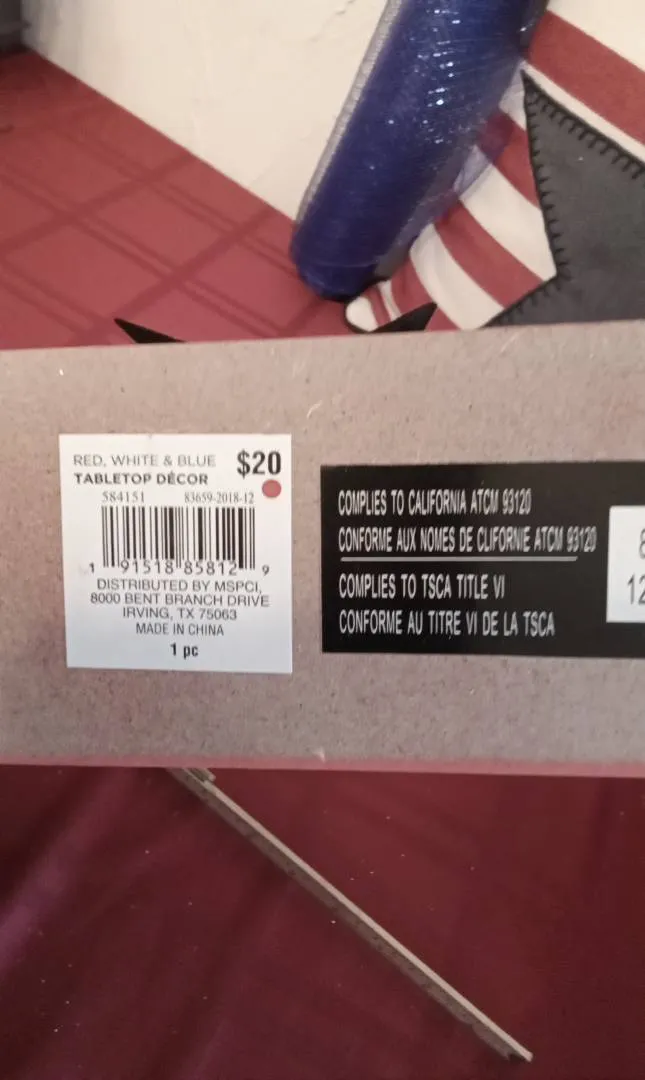 RED, WHITE & BLUE $20
TABLETOP DÉCOR
584151 83659-2018-12
1 91518 85812 9
DISTRIBUTED BY MSPCI,
8000 BENT BRANCH DRIVE
IRVING, TX 75063
MADE IN CHINA
1 pc
COMPLIES TO CALIFORNIA ATCM 93120
CONFORME AUX NOMES DE CLIFORNIE ATCM 93120
COMPLIES TO TSCA TITLE VI
CONFORME AU TITRE VI DE LA TSCA
12